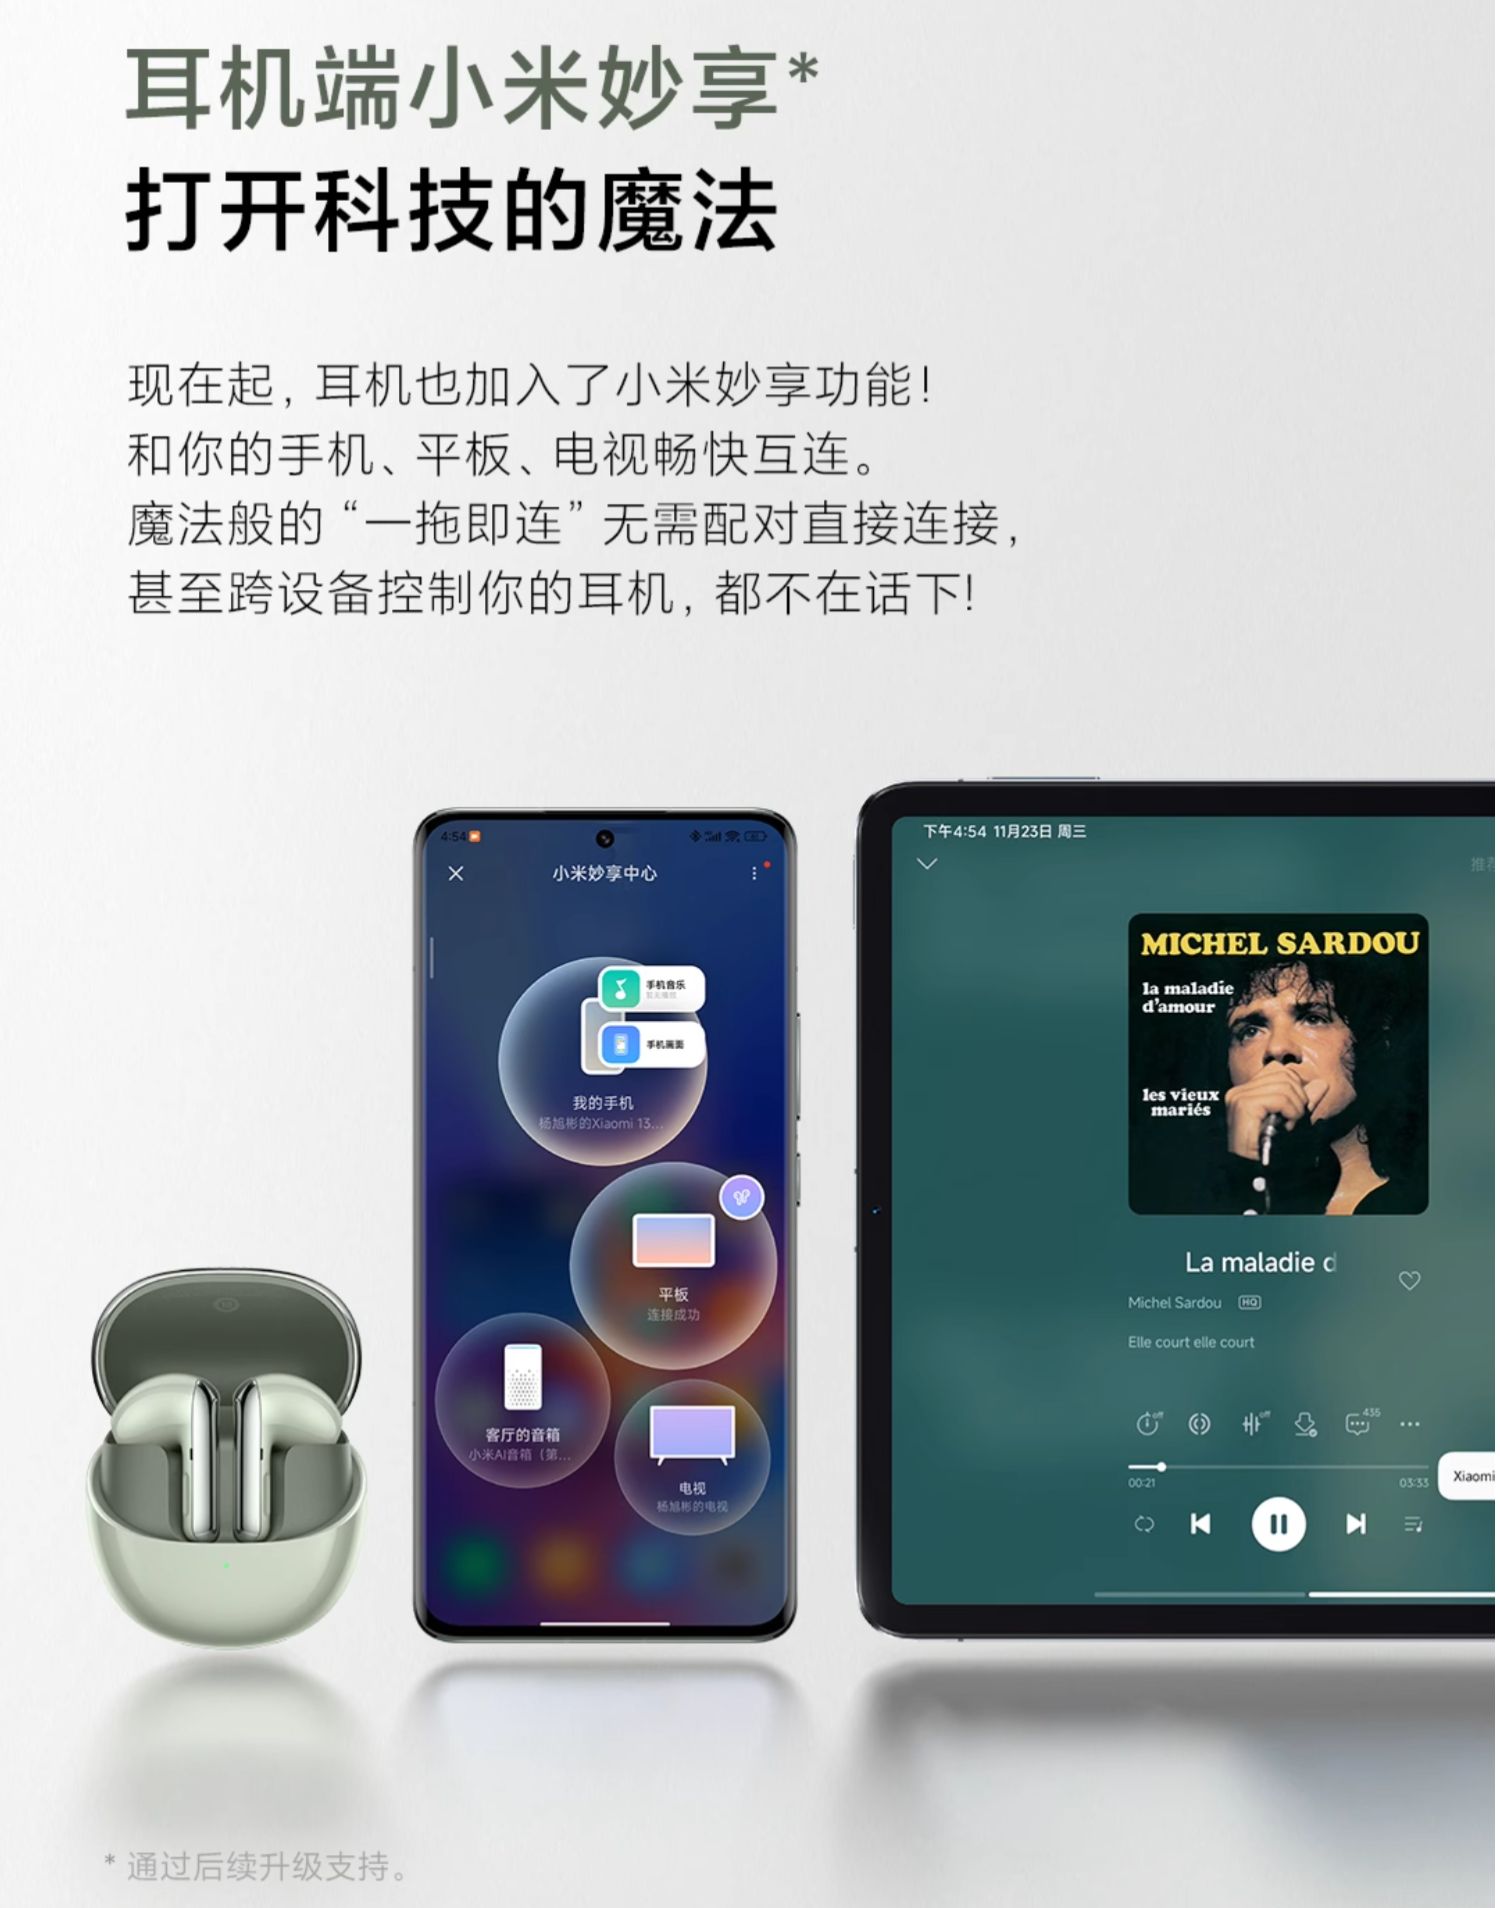 耳机端小米妙享*
打开科技的魔法
现在起，耳机也加入了小米妙享功能！
和你的手机、平板、电视畅快互连。
魔法般的“一拖即连”无需配对直接连接，
甚至跨设备控制你的耳机，都不在话下！
4:54
小米妙享中心
手机音乐
暂无播放
手机画面
我的手机
杨旭彬的Xiaomi 13...
平板
连接成功
客厅的音箱
小米AI音箱（第...
电视
杨旭彬的电视
下午4:54 11月23日 周三
MICHEL SARDOU
la maladie
d'amour
les vieux
mariés
La maladie d
Michel Sardou HQ
Elle court elle court
off
off
435
00:21
03:33
Xiaomi
* 通过后续升级支持。